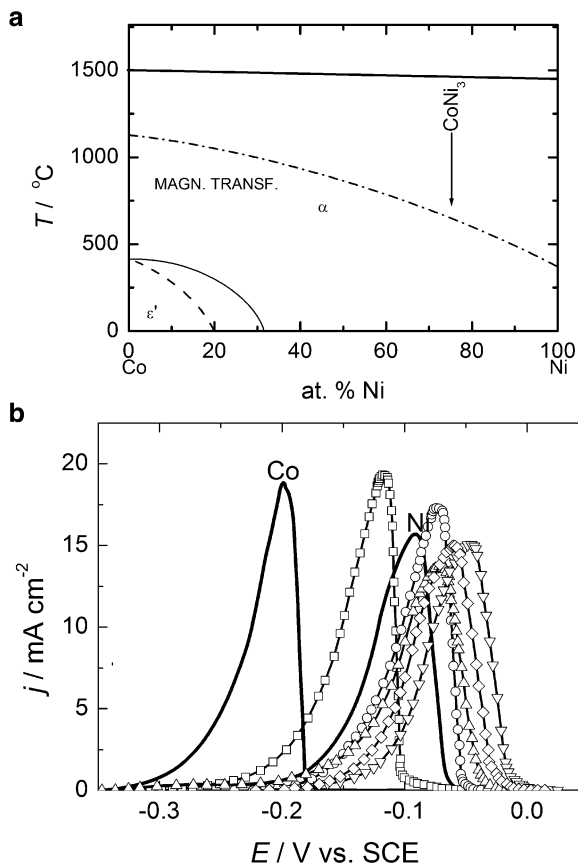 a
1500
1000
500
0
T / °C
CoNi₃
MAGN. TRANSF.
α
ε'
0 20 40 60 80 100
Co Ni
at. % Ni
b
20
15
10
5
0
j / mA cm⁻²
Co
N
-0.3 -0.2 -0.1 0.0
E / V vs. SCE